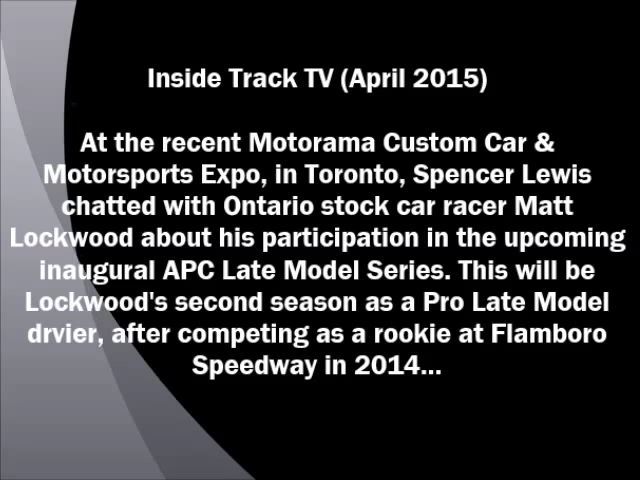 Inside Track TV (April 2015)
At the recent Motorama Custom Car &
Motorsports Expo, in Toronto, Spencer Lewis
chatted with Ontario stock car racer Matt
Lockwood about his participation in the upcoming
inaugural APC Late Model Series. This will be
Lockwood's second season as a Pro Late Model
drvier, after competing as a rookie at Flamboro
Speedway in 2014...